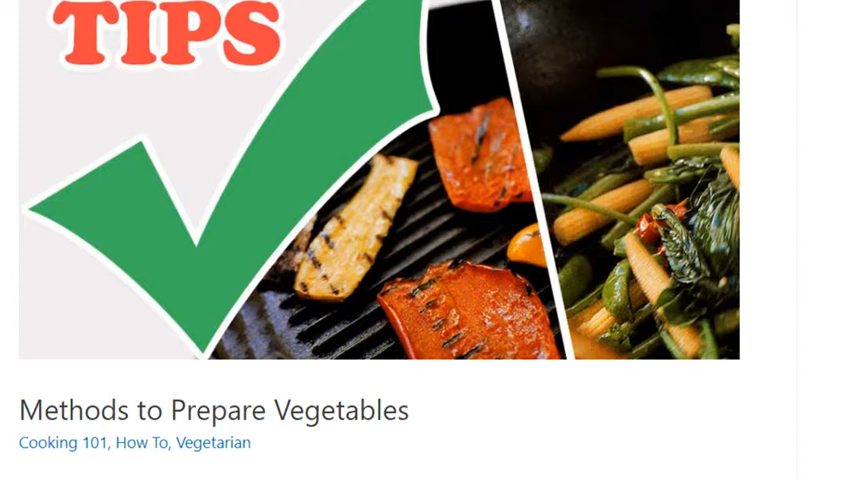 TIPS
Methods to Prepare Vegetables
Cooking 101, How To, Vegetarian